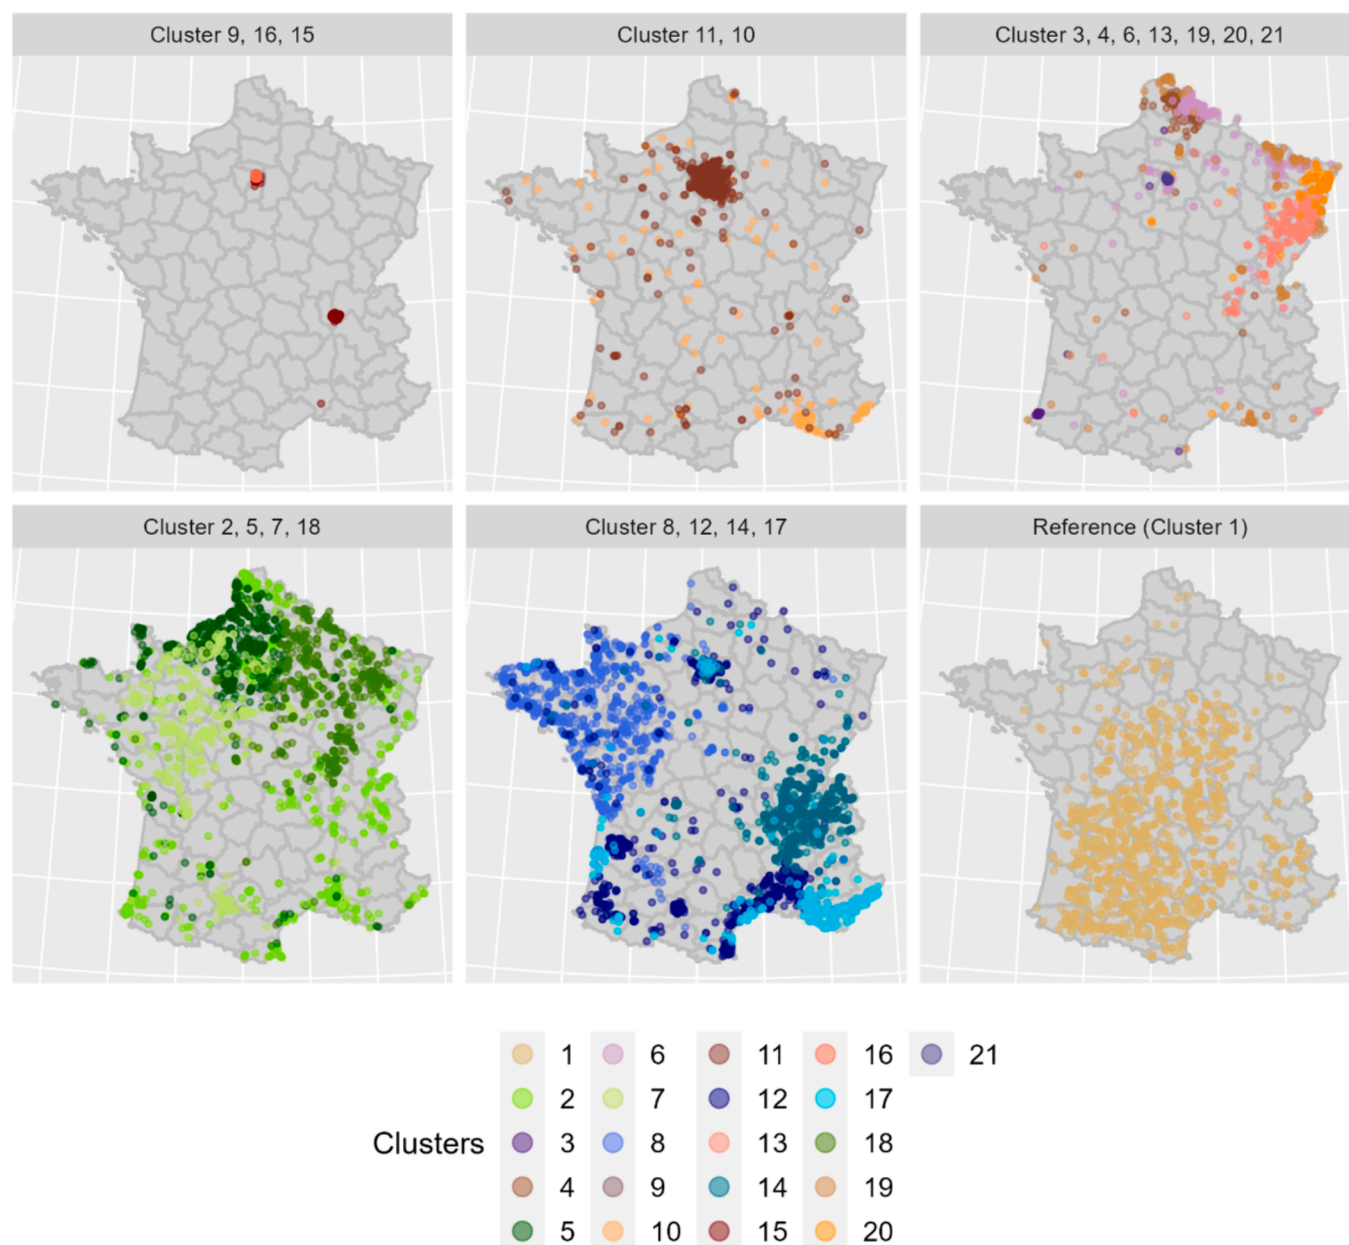 Cluster 9, 16, 15
Cluster 11, 10
Cluster 3, 4, 6, 13, 19, 20, 21
Cluster 2, 5, 7, 18
Cluster 8, 12, 14, 17
Reference (Cluster 1)
1 6 11 16 21
2 7 12 17
Clusters 3 8 13 18
4 9 14 19
5 10 15 20